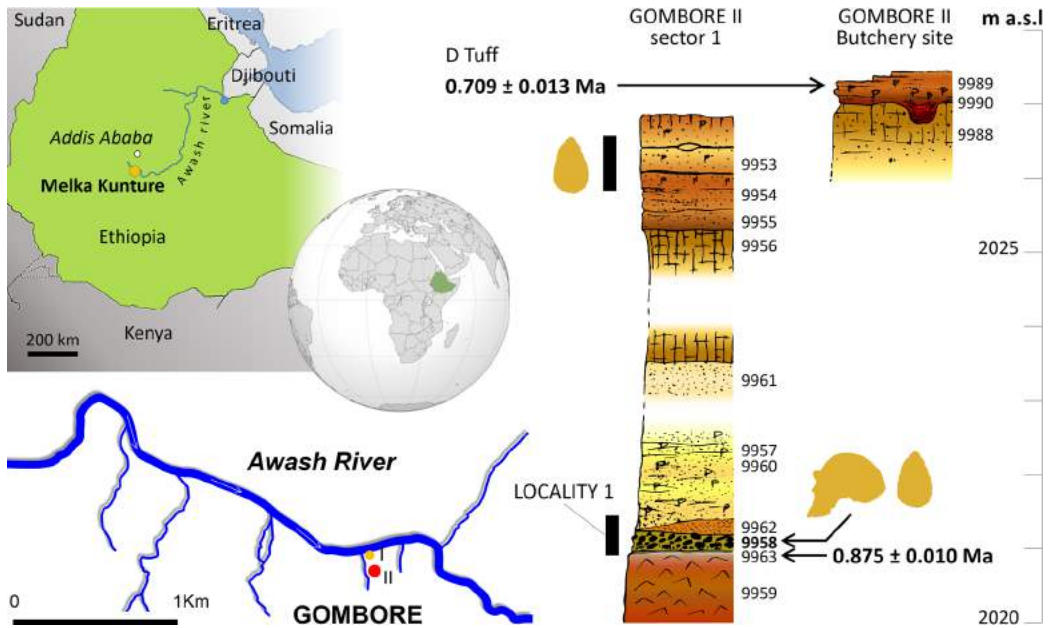 Sudan
Eritrea
Djibouti
Somalia
Awash river
Addis Ababa
Melka Kunture
Ethiopia
Kenya
200 km
Awash River
I
II
GOMBORE
0
1Km
GOMBORE II
sector 1
GOMBORE II
Butchery site
m a.s.l
D Tuff
0.709 ± 0.013 Ma
9989
9990
9988
9953
9954
9955
9956
9961
9957
9960
9962
9958
9963
9959
LOCALITY 1
0.875 ± 0.010 Ma
2025
2020